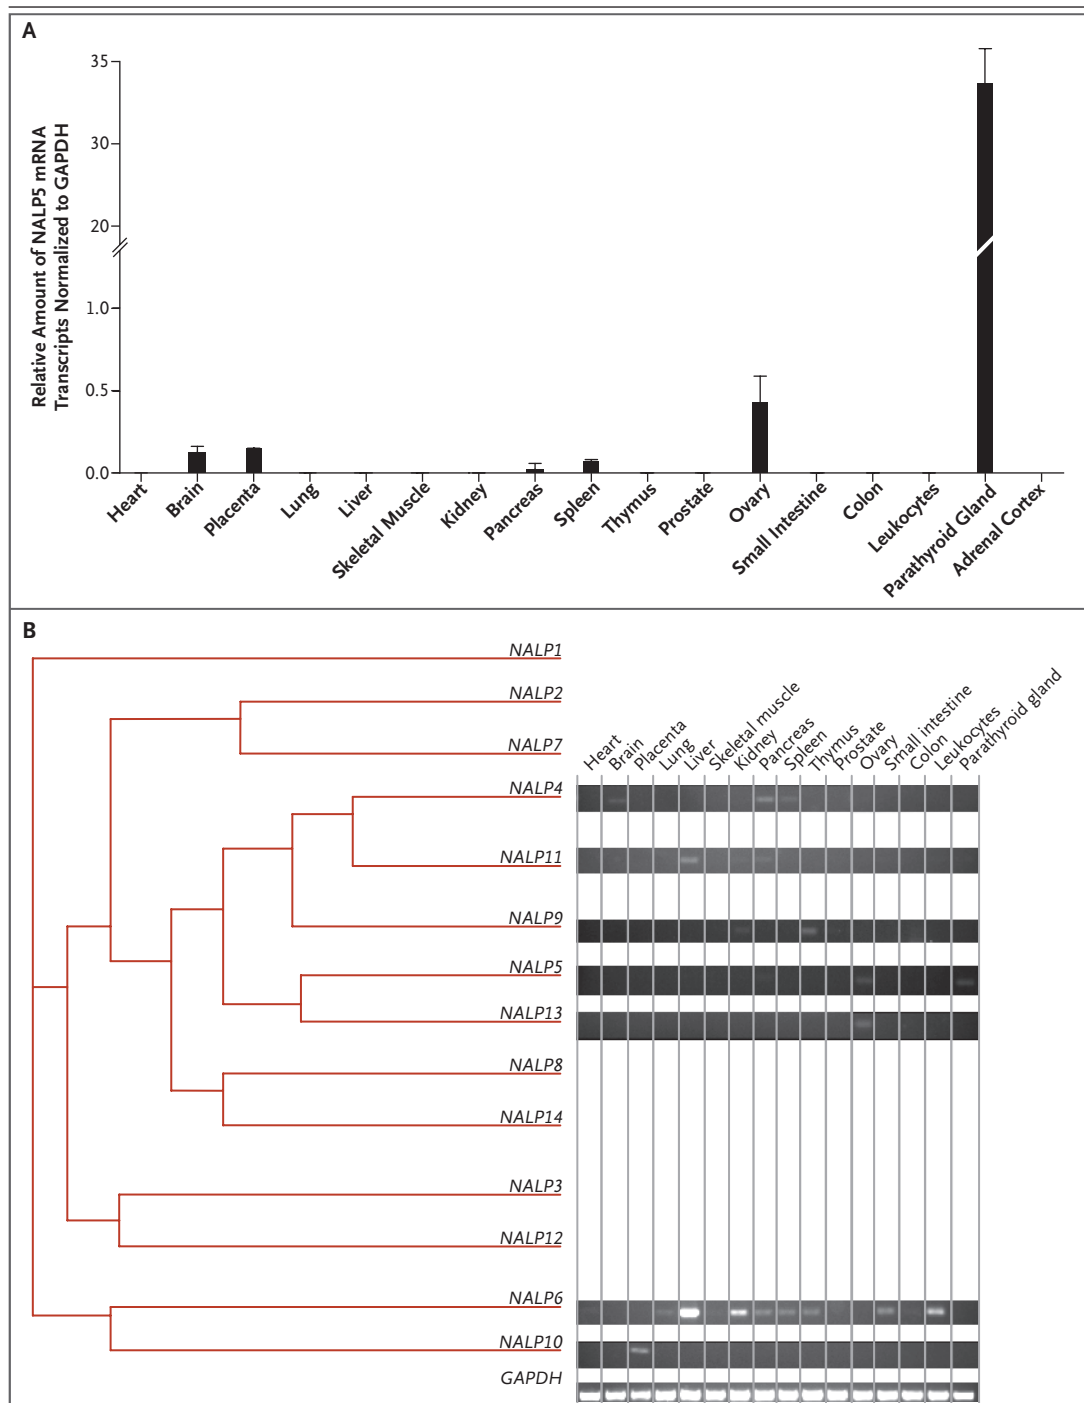 A
Relative Amount of NALP5 mRNA
Transcripts Normalized to GAPDH
35
30
20
1.0
0.5
0.0
Heart
Brain
Placenta
Lung
Liver
Skeletal Muscle
Kidney
Pancreas
Spleen
Thymus
Prostate
Ovary
Small Intestine
Colon
Leukocytes
Parathyroid Gland
Adrenal Cortex
B
NALP1
NALP2
NALP7
NALP4
NALP11
NALP9
NALP5
NALP13
NALP8
NALP14
NALP3
NALP12
NALP6
NALP10
GAPDH
Heart
Brain
Placenta
Lung
Liver
Skeletal muscle
Kidney
Pancreas
Spleen
Thymus
Prostate
Ovary
Small intestine
Colon
Leukocytes
Parathyroid gland